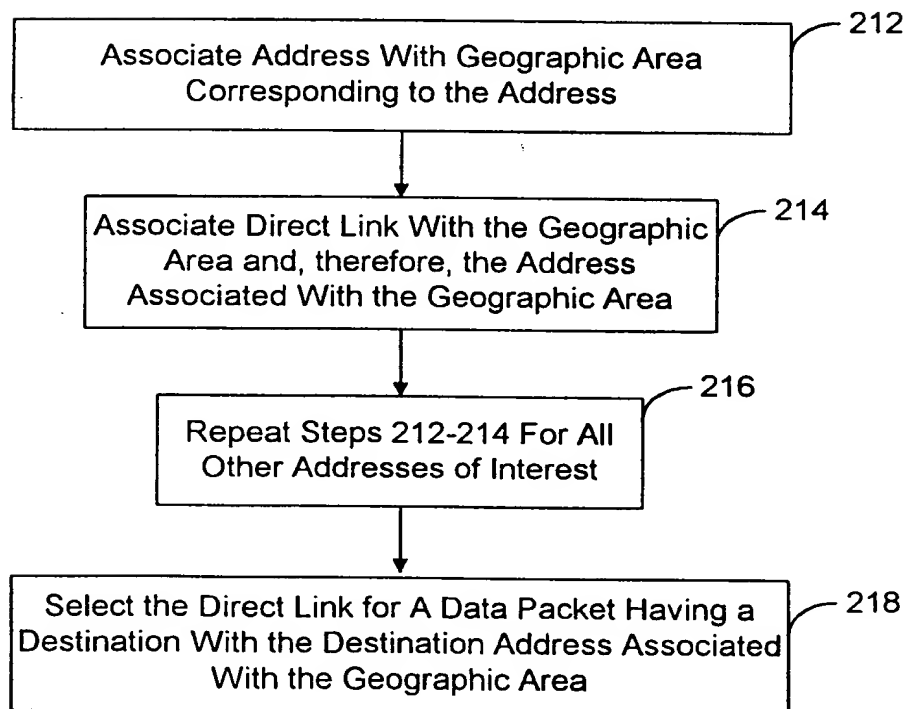 212
Associate Address With Geographic Area
Corresponding to the Address
214
Associate Direct Link With the Geographic
Area and, therefore, the Address
Associated With the Geographic Area
216
Repeat Steps 212-214 For All
Other Addresses of Interest
218
Select the Direct Link for A Data Packet Having a
Destination With the Destination Address Associated
With the Geographic Area